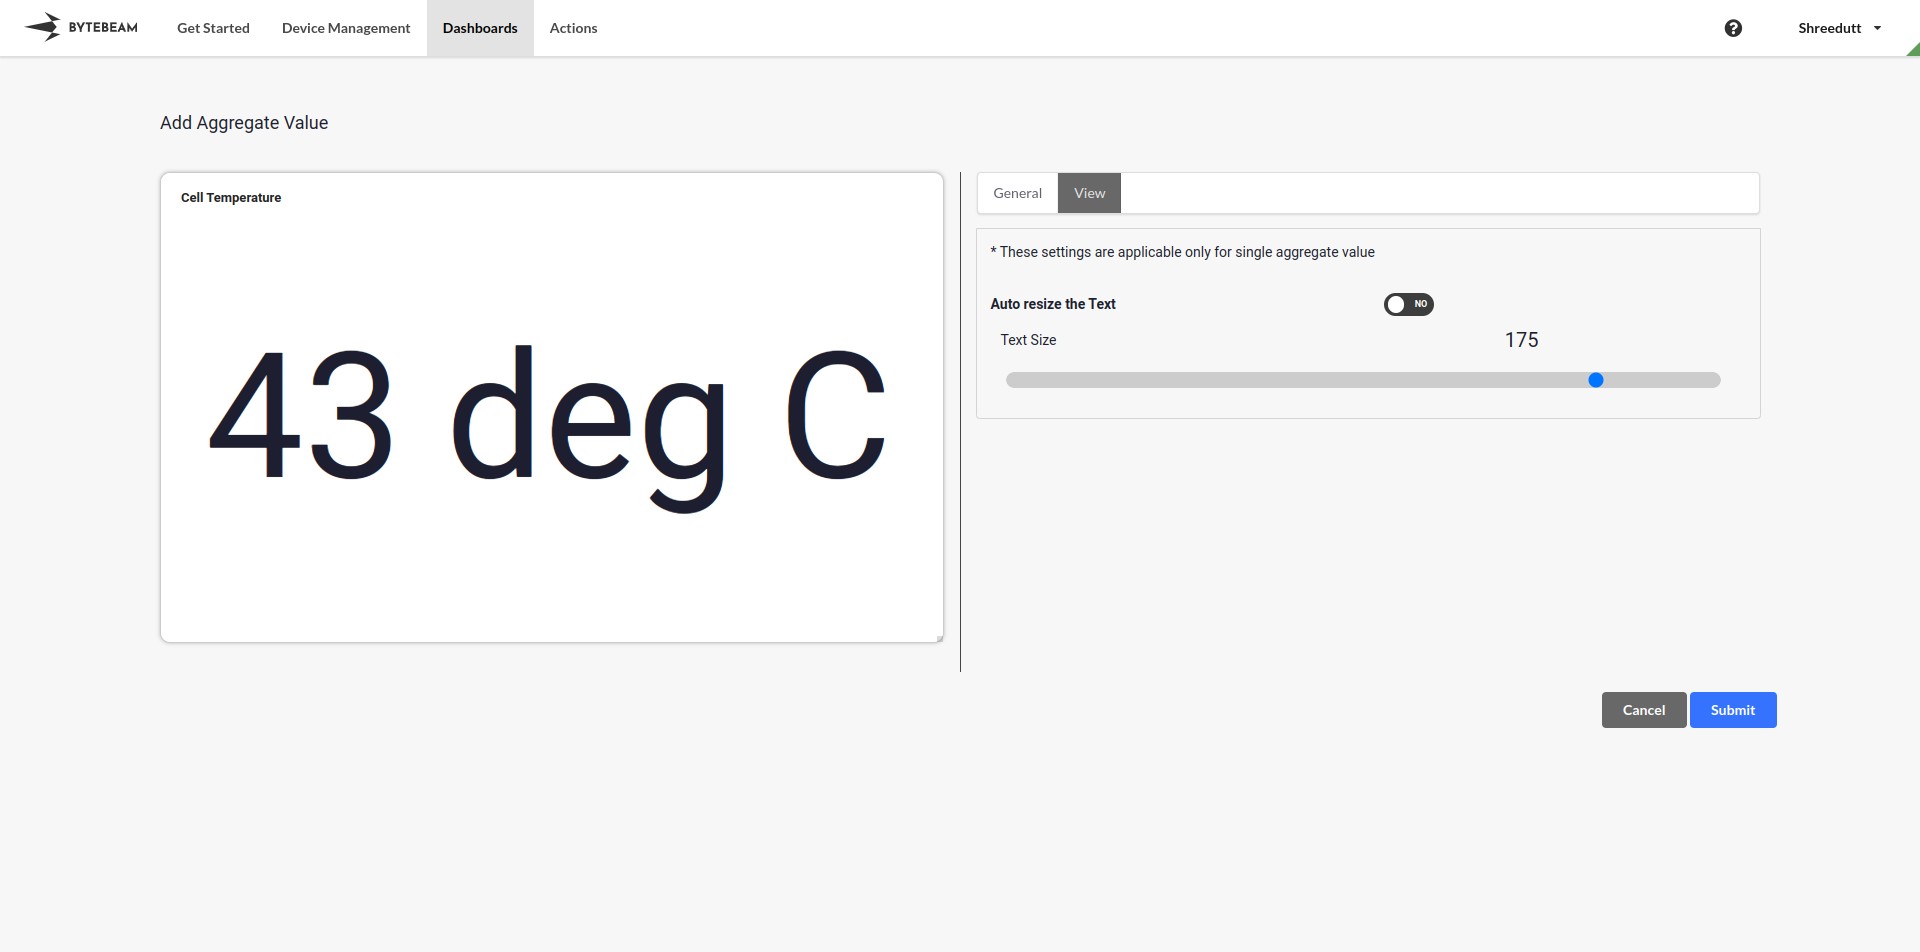 BYTEBEAM
Get Started
Device Management
Dashboards
Actions
?
Shreedutt
Add Aggregate Value
Cell Temperature
43 deg C
General
View
* These settings are applicable only for single aggregate value
Auto resize the Text
NO
Text Size
175
Cancel
Submit